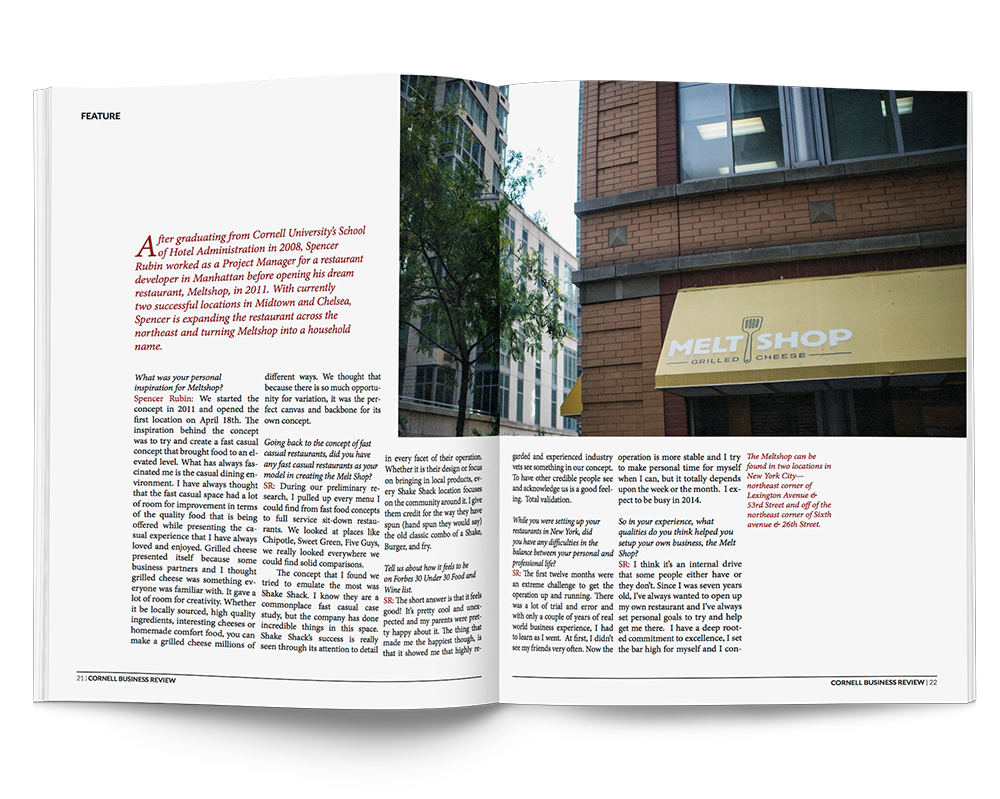 FEATURE
After graduating from Cornell University's School
of Hotel Administration in 2008, Spencer
Rubin worked as a Project Manager for a restaurant
developer in Manhattan before opening his dream
restaurant, Meltshop, in 2011. With currently
two successful locations in Midtown and Chelsea,
Spencer is expanding the restaurant across the
northeast and turning Meltshop into a household
name.
What was your personal
inspiration for Meltshop?
Spencer Rubin: We started the
concept in 2011 and opened the
first location on April 18th. The
inspiration behind the concept
was to try and create a fast casual
concept that brought food to an el-
evated level. What has always fas-
cinated me is the casual dining en-
vironment. I have always thought
that the fast casual space had a lot
of room for improvement in terms
of the quality food that is being
offered while presenting the ca-
sual experience that I have always
loved and enjoyed. Grilled cheese
presented itself because some
business partners and I thought
grilled cheese was something ev-
eryone was familiar with. It gave a
lot of room for creativity. Whether
it be locally sourced, high quality
ingredients, interesting cheeses or
homemade comfort food, you can
make a grilled cheese millions of
different ways. We thought that
because there is so much opportu-
nity for variation, it was the per-
fect canvas and backbone for its
own concept.
Going back to the concept of fast
casual restaurants, did you have
any fast casual restaurants as your
model in creating the Melt Shop?
SR: During our preliminary re-
search, I pulled up every menu I
could find from fast food concepts
to full service sit-down restau-
rants. We looked at places like
Chipotle, Sweet Green, Five Guys,
we really looked everywhere we
could find solid comparisons.
The concept that I found we
tried to emulate the most was
Shake Shack. I know they are a
commonplace fast casual case
study, but the company has done
incredible things in this space.
Shake Shack's success is really
seen through its attention to detail
in every facet of their operation.
Whether it is their design or focus
on bringing in local products, ev-
ery Shake Shack location focuses
on the community around it. I give
them credit for the way they have
spun (hand spun they would say)
the old classic combo of a Shake,
Burger, and fry.
Tell us about how it feels to be
on Forbes 30 Under 30 Food and
Wine list.
SR: The short answer is that it feels
good! It's pretty cool and unex-
pected and my parents were pret-
ty happy about it. The thing that
made me the happiest though, is
that it showed me that highly re-
21 | CORNELL BUSINESS REVIEW
MELT SHOP
GRILLED CHEESE
garded and experienced industry
vets see something in our concept.
To have other credible people see
and acknowledge us is a good feel-
ing. Total validation.
While you were setting up your
restaurants in New York, did
you have any difficulties in the
balance between your personal and
professional life?
SR: The first twelve months were
an extreme challenge to get the
operation up and running. There
was a lot of trial and error and
with only a couple of years of real
world business experience, I had
to learn as I went. At first, I didn't
see my friends very often. Now the
operation is more stable and I try
to make personal time for myself
when I can, but it totally depends
upon the week or the month. I ex-
pect to be busy in 2014.
So in your experience, what
qualities do you think helped you
setup your own business, the Melt
Shop?
SR: I think it's an internal drive
that some people either have or
they don't. Since I was seven years
old, I've always wanted to open up
my own restaurant and I've always
set personal goals to try and help
get me there. I have a deep root-
ed commitment to excellence, I set
the bar high for myself and I con-
The Meltshop can be
found in two locations in
New York City—
northeast corner of
Lexington Avenue &
53rd Street and off of the
northeast corner of Sixth
avenue & 26th Street.
CORNELL BUSINESS REVIEW | 22